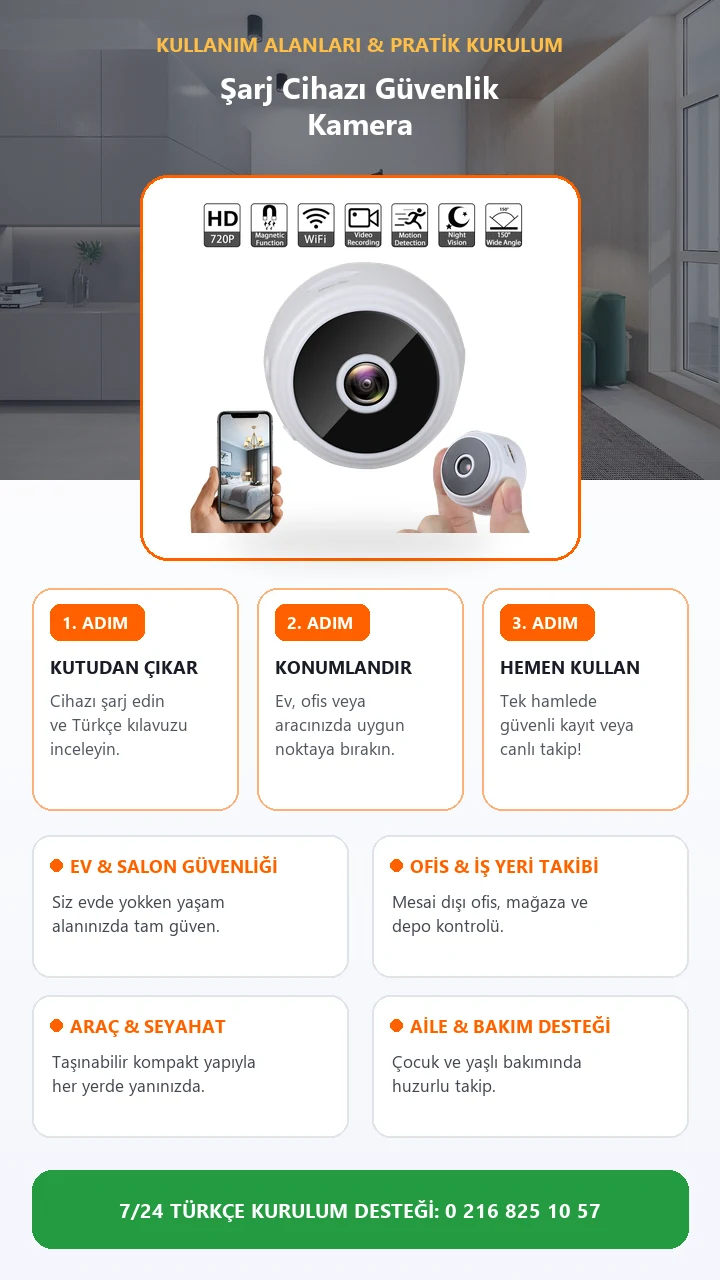 KULLANIM ALANLARI & PRATİK KURULUM
Şarj Cihazı Güvenlik
Kamera
HD
720P
Magnetic
Function
WiFi
Video
Recording
Motion
Detection
Night
Vision
150°
150°
Wide Angle
1. ADIM
KUTUDAN ÇIKAR
Cihazı şarj edin
ve Türkçe kılavuzu
inceleyin.
2. ADIM
KONUMLANDIR
Ev, ofis veya
aracınızda uygun
noktaya bırakın.
3. ADIM
HEMEN KULLAN
Tek hamlede
güvenli kayıt veya
canlı takip!
EV & SALON GÜVENLİĞİ
Siz evde yokken yaşam
alanınızda tam güven.
OFİS & İŞ YERİ TAKİBİ
Mesai dışı ofis, mağaza ve
depo kontrolü.
ARAÇ & SEYAHAT
Taşınabilir kompakt yapıyla
her yerde yanınızda.
AİLE & BAKIM DESTEĞİ
Çocuk ve yaşlı bakımında
huzurlu takip.
7/24 TÜRKÇE KURULUM DESTEĞİ: 0 216 825 10 57